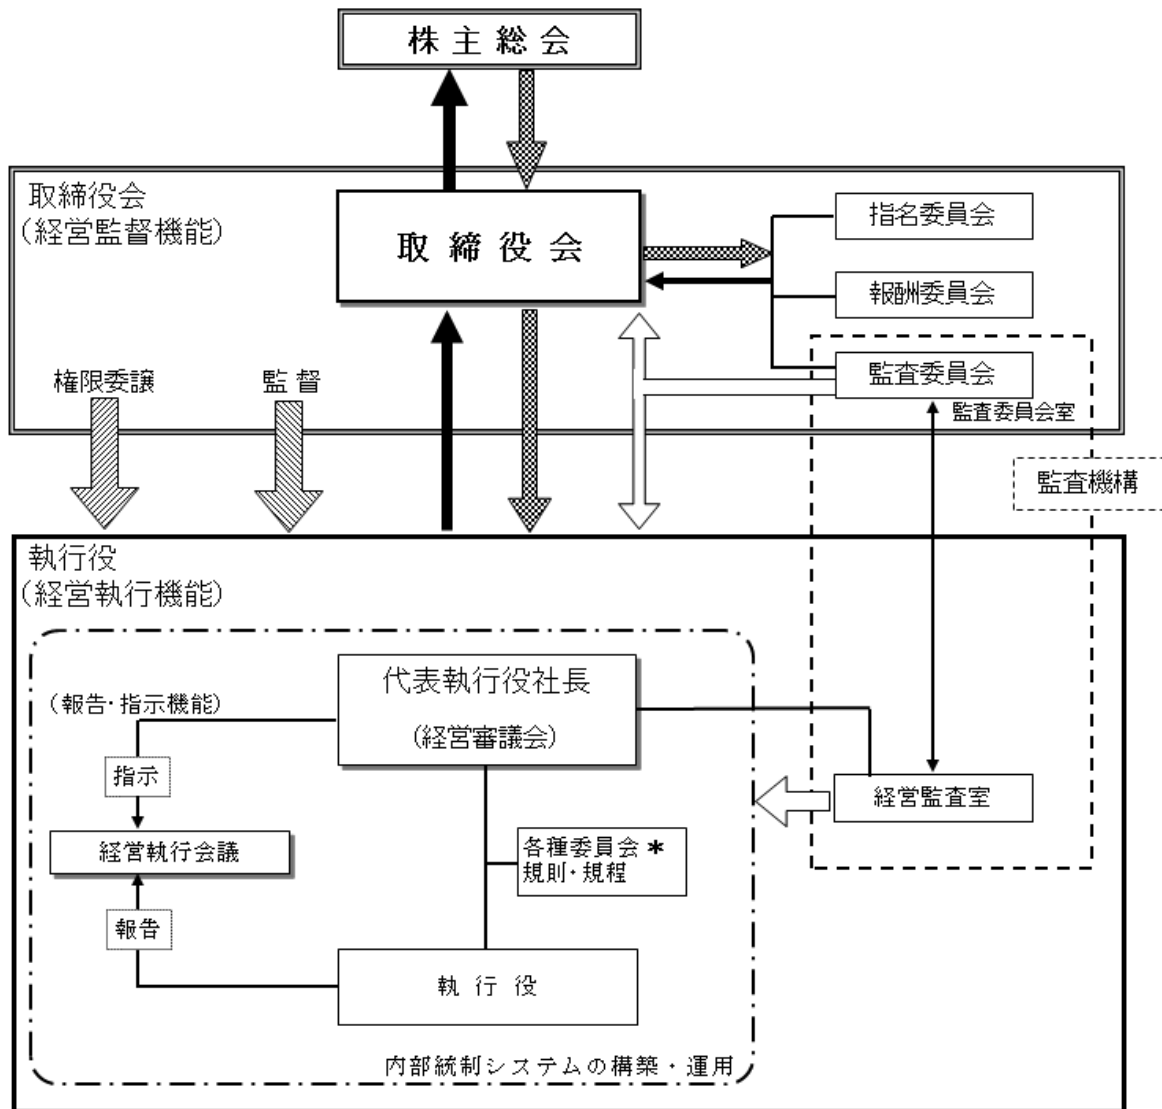 株主総会
取締役会
(経営監督機能)
取締役会
指名委員会
報酬委員会
監査委員会
監査委員会室
権限委譲
監督
監査機構
執行役
(経営執行機能)
代表執行役社長
(経営審議会)
(報告・指示機能)
指示
経営執行会議
報告
各種委員会 *
規則・規程
経営監査室
執行役
内部統制システムの構築・運用